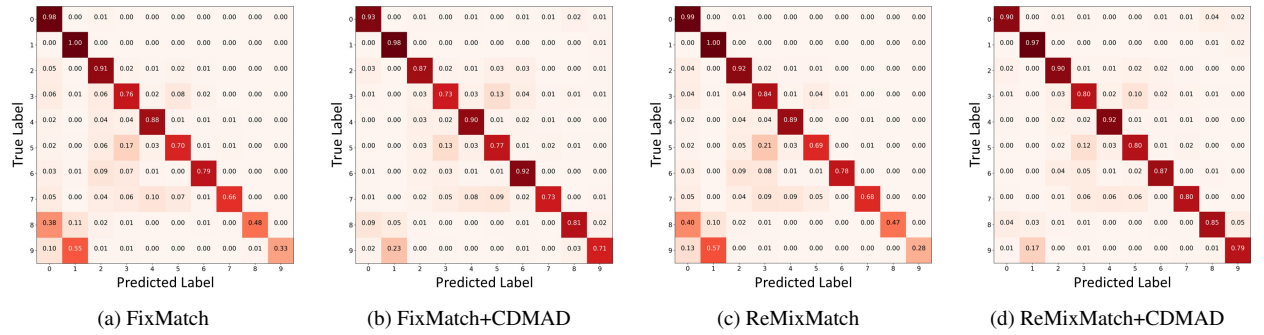 True Label
0 0.98 0.00 0.01 0.00 0.00 0.00 0.00 0.00 0.00 0.00
1 0.00 1.00 0.00 0.00 0.00 0.00 0.00 0.00 0.00 0.00
2 0.05 0.00 0.91 0.01 0.02 0.01 0.01 0.00 0.00 0.00
3 0.06 0.01 0.06 0.76 0.02 0.08 0.02 0.00 0.00 0.00
4 0.02 0.00 0.04 0.04 0.88 0.01 0.01 0.00 0.00 0.00
5 0.02 0.00 0.06 0.17 0.03 0.70 0.01 0.00 0.00 0.00
6 0.03 0.01 0.09 0.07 0.01 0.00 0.79 0.00 0.00 0.00
7 0.05 0.00 0.04 0.06 0.10 0.07 0.01 0.66 0.00 0.00
8 0.38 0.11 0.02 0.01 0.00 0.00 0.00 0.00 0.48 0.00
9 0.10 0.55 0.01 0.00 0.00 0.00 0.00 0.00 0.01 0.33
0 1 2 3 4 5 6 7 8 9
Predicted Label
(a) FixMatch
True Label
0 0.93 0.01 0.02 0.00 0.00 0.00 0.00 0.00 0.02 0.01
1 0.00 0.98 0.00 0.00 0.00 0.00 0.00 0.00 0.00 0.01
2 0.03 0.00 0.87 0.02 0.01 0.03 0.03 0.00 0.00 0.00
3 0.02 0.01 0.03 0.73 0.03 0.13 0.04 0.00 0.00 0.01
4 0.01 0.00 0.03 0.02 0.90 0.02 0.01 0.01 0.00 0.00
5 0.01 0.00 0.03 0.13 0.03 0.77 0.01 0.01 0.00 0.00
6 0.01 0.00 0.02 0.03 0.01 0.01 0.92 0.00 0.00 0.00
7 0.01 0.00 0.02 0.05 0.08 0.09 0.01 0.73 0.00 0.01
8 0.09 0.05 0.01 0.01 0.00 0.00 0.00 0.00 0.81 0.02
9 0.02 0.23 0.00 0.00 0.00 0.00 0.00 0.00 0.03 0.71
0 1 2 3 4 5 6 7 8 9
Predicted Label
(b) FixMatch+CDMAD
True Label
0 0.99 0.00 0.01 0.00 0.00 0.00 0.00 0.00 0.00 0.00
1 0.00 1.00 0.00 0.00 0.00 0.00 0.00 0.00 0.00 0.00
2 0.04 0.00 0.92 0.02 0.01 0.01 0.00 0.00 0.00 0.00
3 0.04 0.01 0.04 0.84 0.02 0.04 0.01 0.00 0.00 0.00
4 0.02 0.00 0.04 0.04 0.89 0.01 0.00 0.00 0.00 0.00
5 0.02 0.00 0.05 0.21 0.03 0.69 0.00 0.00 0.00 0.00
6 0.03 0.00 0.09 0.08 0.01 0.01 0.78 0.00 0.00 0.00
7 0.05 0.00 0.04 0.08 0.09 0.05 0.00 0.68 0.00 0.00
8 0.40 0.10 0.02 0.01 0.00 0.00 0.00 0.00 0.47 0.00
9 0.13 0.57 0.00 0.01 0.00 0.00 0.00 0.00 0.00 0.28
0 1 2 3 4 5 6 7 8 9
Predicted Label
(c) ReMixMatch
True Label
0 0.90 0.00 0.02 0.01 0.00 0.00 0.00 0.00 0.04 0.02
1 0.00 0.97 0.00 0.00 0.00 0.00 0.00 0.00 0.00 0.02
2 0.02 0.00 0.90 0.02 0.01 0.02 0.01 0.00 0.00 0.00
3 0.01 0.00 0.03 0.80 0.02 0.10 0.02 0.00 0.00 0.01
4 0.01 0.00 0.02 0.02 0.92 0.01 0.01 0.01 0.00 0.00
5 0.01 0.00 0.02 0.12 0.03 0.80 0.01 0.01 0.00 0.00
6 0.01 0.00 0.04 0.05 0.01 0.01 0.87 0.00 0.00 0.00
7 0.01 0.00 0.01 0.06 0.06 0.06 0.00 0.80 0.00 0.00
8 0.04 0.03 0.01 0.01 0.00 0.00 0.00 0.00 0.85 0.05
9 0.01 0.17 0.00 0.01 0.00 0.00 0.00 0.00 0.02 0.79
0 1 2 3 4 5 6 7 8 9
Predicted Label
(d) ReMixMatch+CDMAD